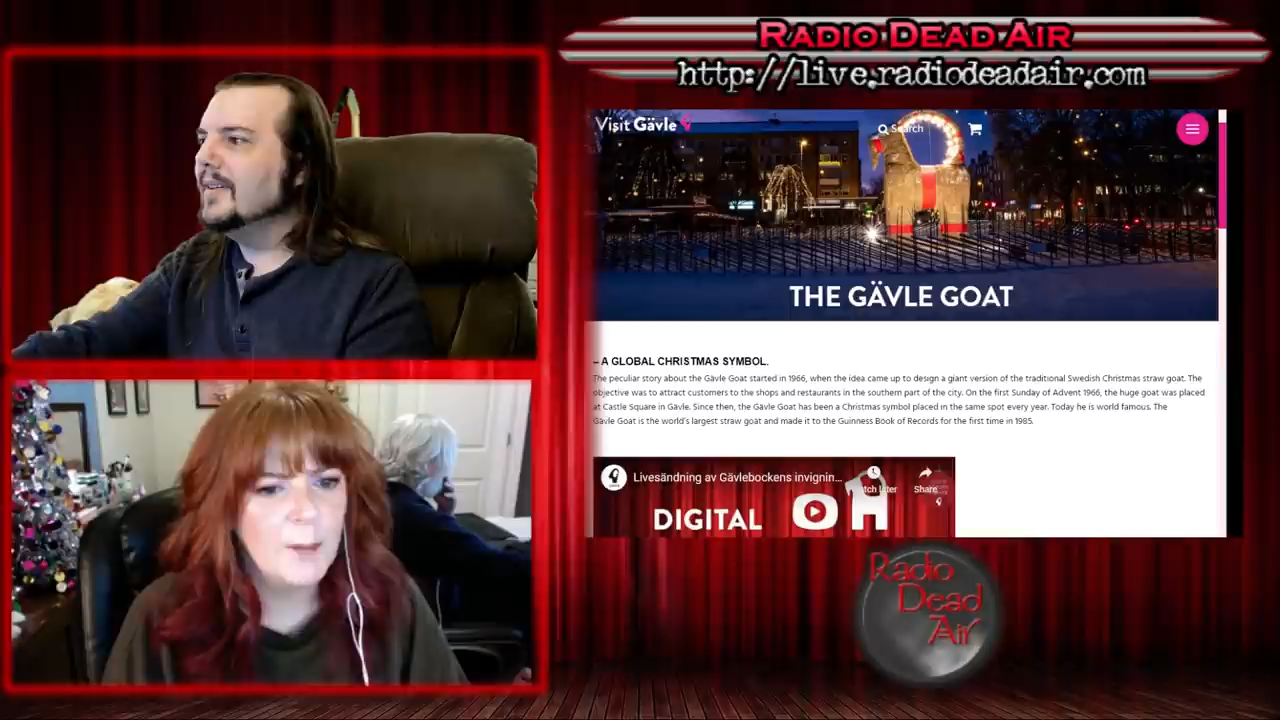 RADIO DEAD AIR
http://live.radiodeadair.com
Visit Gävle
Search
THE GÄVLE GOAT
– A GLOBAL CHRISTMAS SYMBOL.
The peculiar story about the Gävle Goat started in 1966, when the idea came up to design a giant version of the traditional Swedish Christmas straw goat. The
objective was to attract customers to the shops and restaurants in the southern part of the city. On the first Sunday of Advent 1966, the huge goat was placed
at Castle Square in Gävle. Since then, the Gävle Goat has been a Christmas symbol placed in the same spot every year. Today he is world famous. The
Gävle Goat is the world's largest straw goat and made it to the Guinness Book of Records for the first time in 1985.
Livesändning av Gävlebockens invignin...
Share
DIGITAL
Radio
Dead
Air